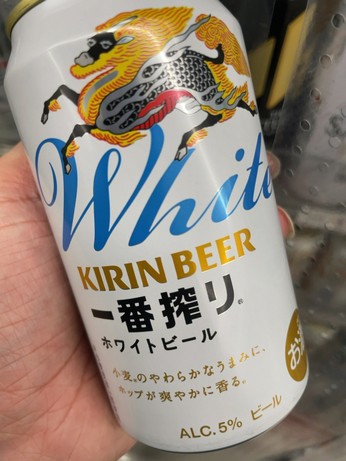 White
KIRIN BEER
一番搾り
ホワイトビール
小麦のやわらかなうまみに、
ホップが爽やかに香る。
ALC.5% ビール
お